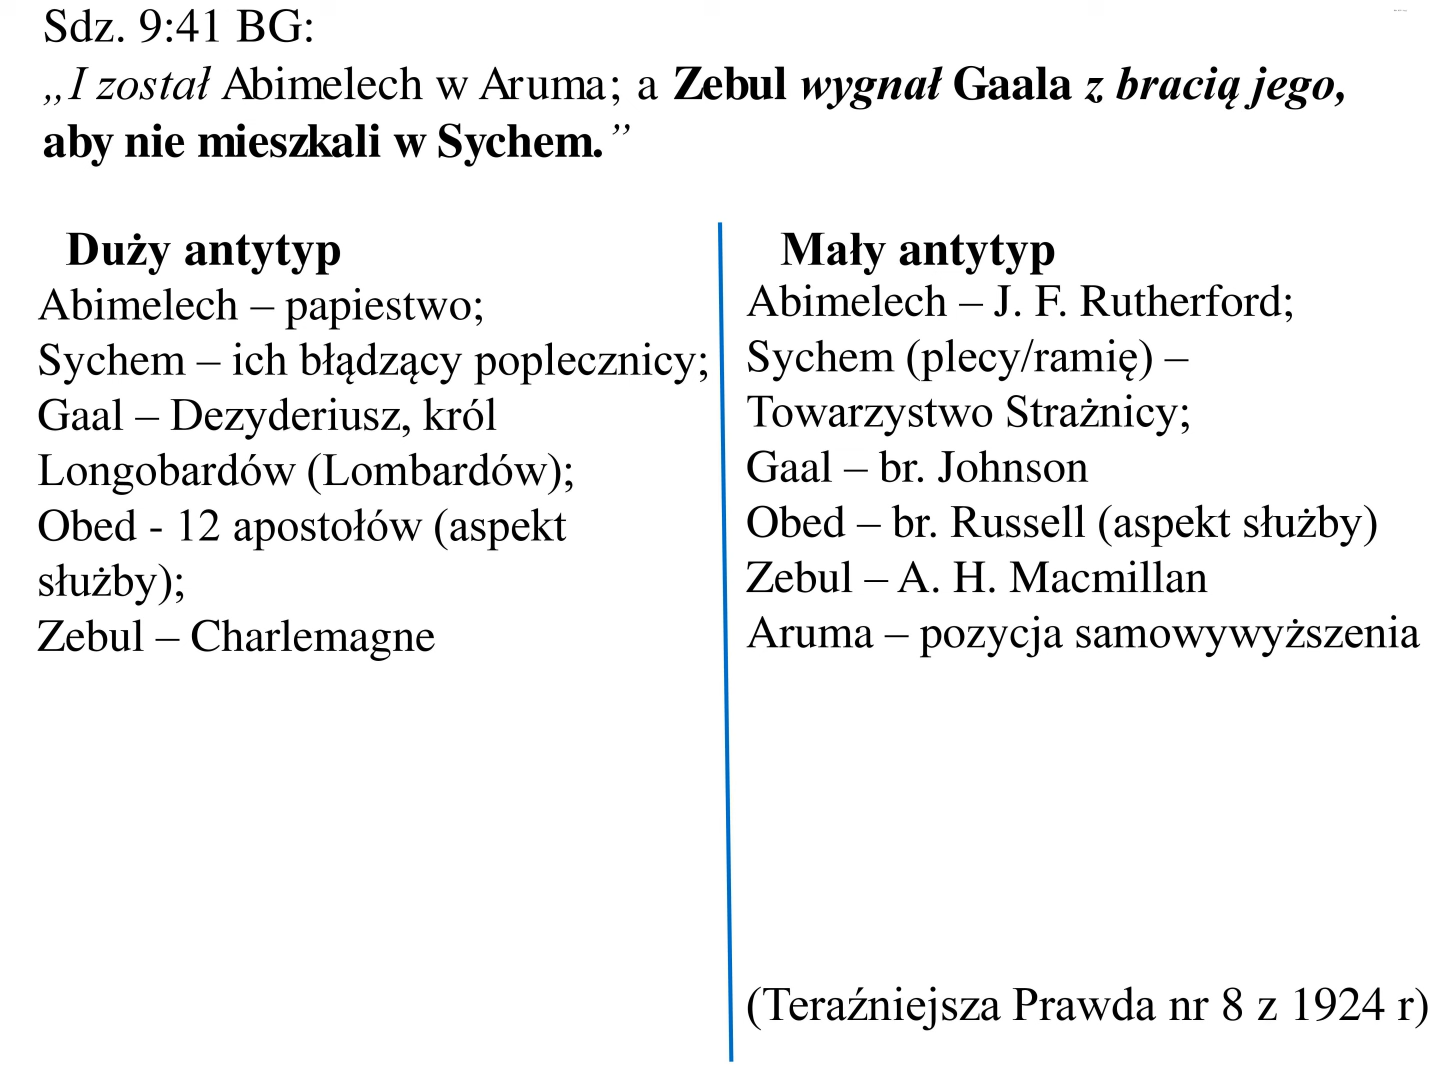 Sdz. 9:41 BG:
„I został Abimelech w Aruma; a Zebul wygnał Gaala z bracią jego,
aby nie mieszkali w Sychem.”
Duży antytyp
Abimelech – papiestwo;
Sychem – ich błądzący poplecznicy;
Gaal – Dezyderiusz, król
Longobardów (Lombardów);
Obed - 12 apostołów (aspekt
służby);
Zebul – Charlemagne
Mały antytyp
Abimelech – J. F. Rutherford;
Sychem (plecy/ramię) –
Towarzystwo Strażnicy;
Gaal – br. Johnson
Obed – br. Russell (aspekt służby)
Zebul – A. H. Macmillan
Aruma – pozycja samowywyższenia
(Teraźniejsza Prawda nr 8 z 1924 r)